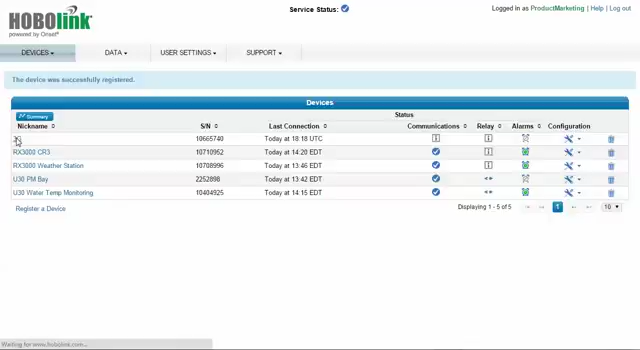 Service Status:
Logged in as ProductMarketing | Help | Log out
HOBOlink
powered by Onset®
DEVICES
DATA
USER SETTINGS
SUPPORT
The device was successfully registered.
Devices
Summary
Status
Nickname S/N Last Connection Communications Relay Alarms Configuration
10665740 Today at 18:18 UTC
RX3000 CR3 10710952 Today at 14:20 EDT
RX3000 Weather Station 10708996 Today at 13:46 EDT
U30 PM Bay 2252898 Today at 13:42 EDT
U30 Water Temp Monitoring 10404925 Today at 14:15 EDT
Register a Device
Displaying 1 - 5 of 5 1 10
Waiting for www.hobolink.com...